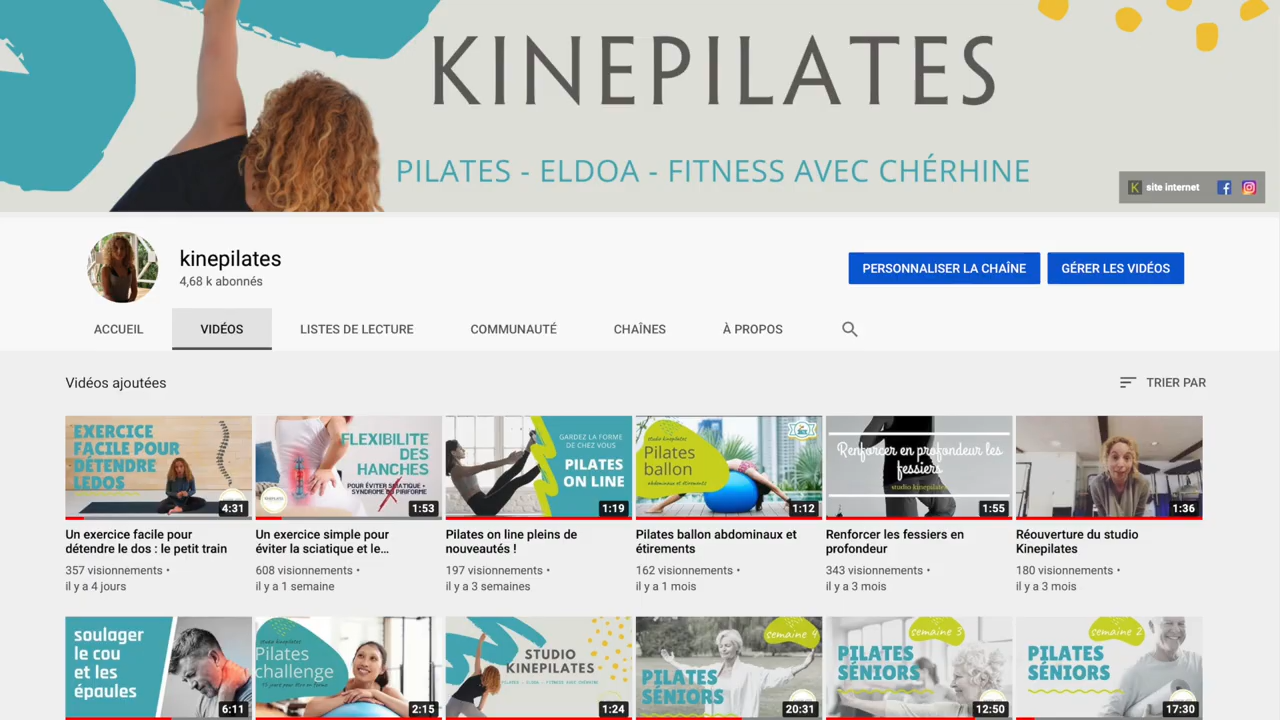 KINEPILATES
PILATES - ELDOA - FITNESS AVEC CHÉRHINE
K site internet
kinepilates
4,68 k abonnés
PERSONNALISER LA CHAÎNE
GÉRER LES VIDÉOS
ACCUEIL
VIDÉOS
LISTES DE LECTURE
COMMUNAUTÉ
CHAÎNES
À PROPOS
Vidéos ajoutées
TRIER PAR
EXERCICE
FACILE POUR
DÉTENDRE
LEDOS
4:31
FLEXIBILITE
DES
HANCHES
POUR ÉVITER SCIATIQUE +
SYNDROME DU PIRIFORME
1:53
GARDEZ LA FORME
DE CHEZ VOUS
PILATES
ON LINE
1:19
studio kinepilates
Pilates
ballon
abdominaux et étirements
1:12
Renforcer en profondeur les
fessiers
studio kinepilates
1:55
1:36
Un exercice facile pour
détendre le dos : le petit train
357 visionnements •
il y a 4 jours
Un exercice simple pour
éviter la sciatique et le...
608 visionnements •
il y a 1 semaine
Pilates on line pleins de
nouveautés !
197 visionnements •
il y a 3 semaines
Pilates ballon abdominaux et
étirements
162 visionnements •
il y a 1 mois
Renforcer les fessiers en
profondeur
343 visionnements •
il y a 3 mois
Réouverture du studio
Kinepilates
180 visionnements •
il y a 3 mois
soulager
le cou
et les
épaules
6:11
studio kinepilates
Pilates
challenge
2:15
STUDIO
KINEPILATES
PILATES - ELDOA - FITNESS AVEC CHÉRHINE
1:24
semaine 4
PILATES
SÉNIORS
20:31
semaine 3
PILATES
SÉNIORS
12:50
semaine 2
PILATES
SÉNIORS
17:30